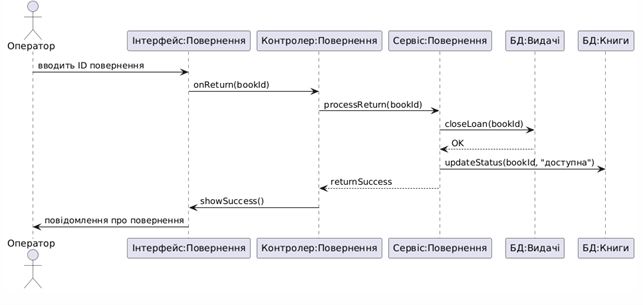 Оператор
Інтерфейс:Повернення
Контролер:Повернення
Сервіс:Повернення
БД:Видачі
БД:Книги
вводить ID повернення
onReturn(bookId)
processReturn(bookId)
closeLoan(bookId)
OK
updateStatus(bookId, "доступна")
returnSuccess
showSuccess()
повідомлення про повернення
Оператор
Інтерфейс:Повернення
Контролер:Повернення
Сервіс:Повернення
БД:Видачі
БД:Книги